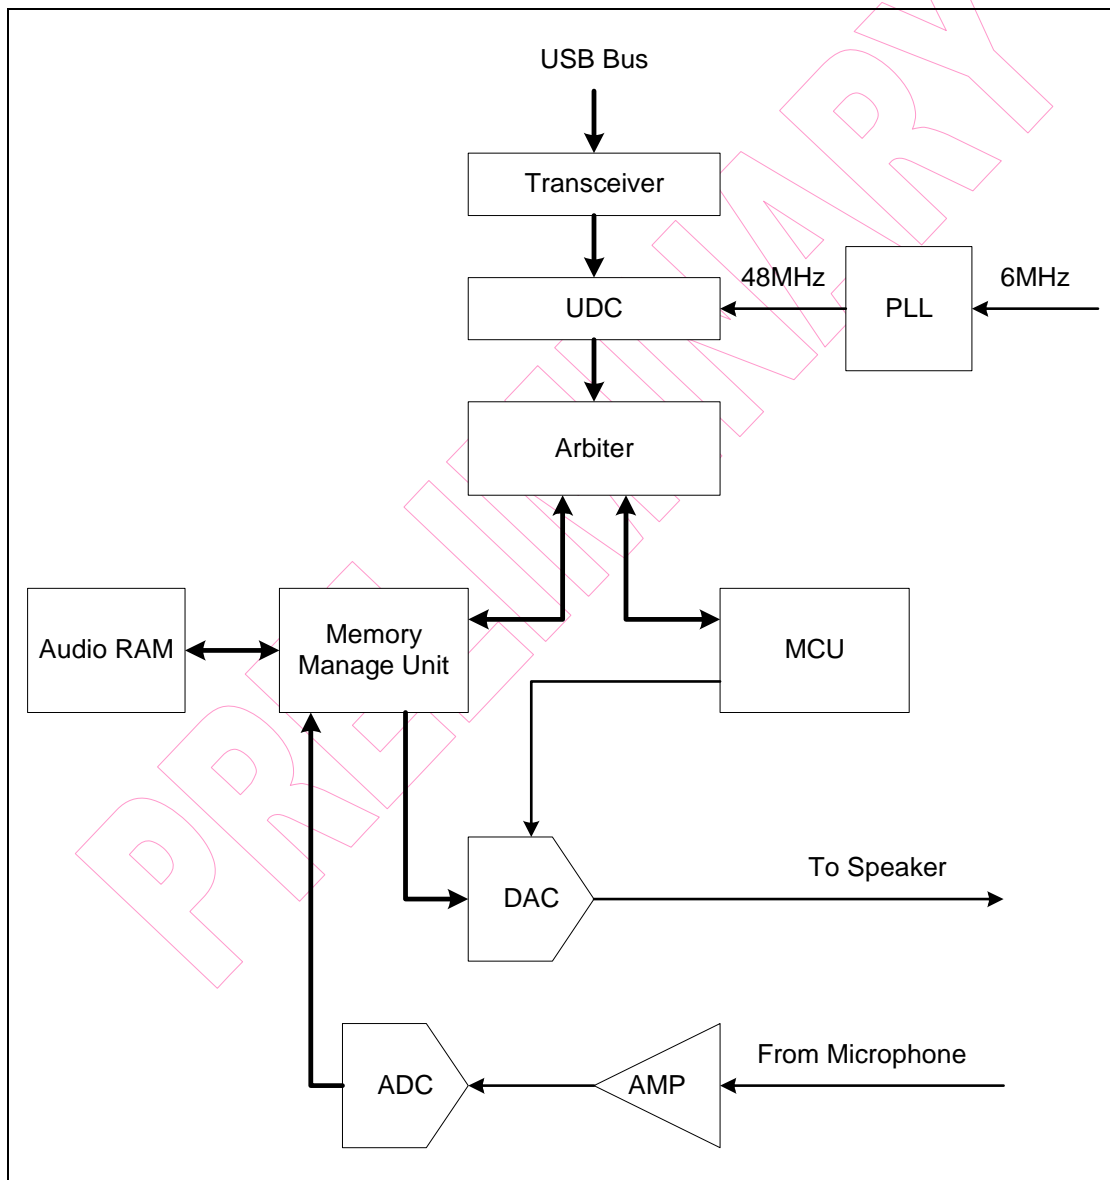 USB Bus
Transceiver
48MHz
6MHz
UDC
PLL
Arbiter
Audio RAM
Memory
Manage Unit
MCU
To Speaker
DAC
From Microphone
ADC
AMP
PRELIMINARY